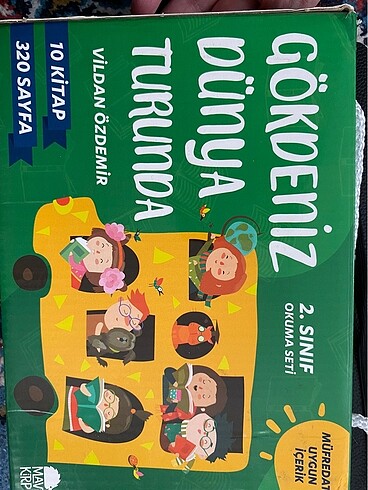 GÖKDENİZ
DÜNYA
TURUNDA
VİLDAN ÖZDEMİR
10 KİTAP
320 SAYFA
2. SINIF
OKUMA SETİ
MÜFREDATA
UYGUN
İÇERİK